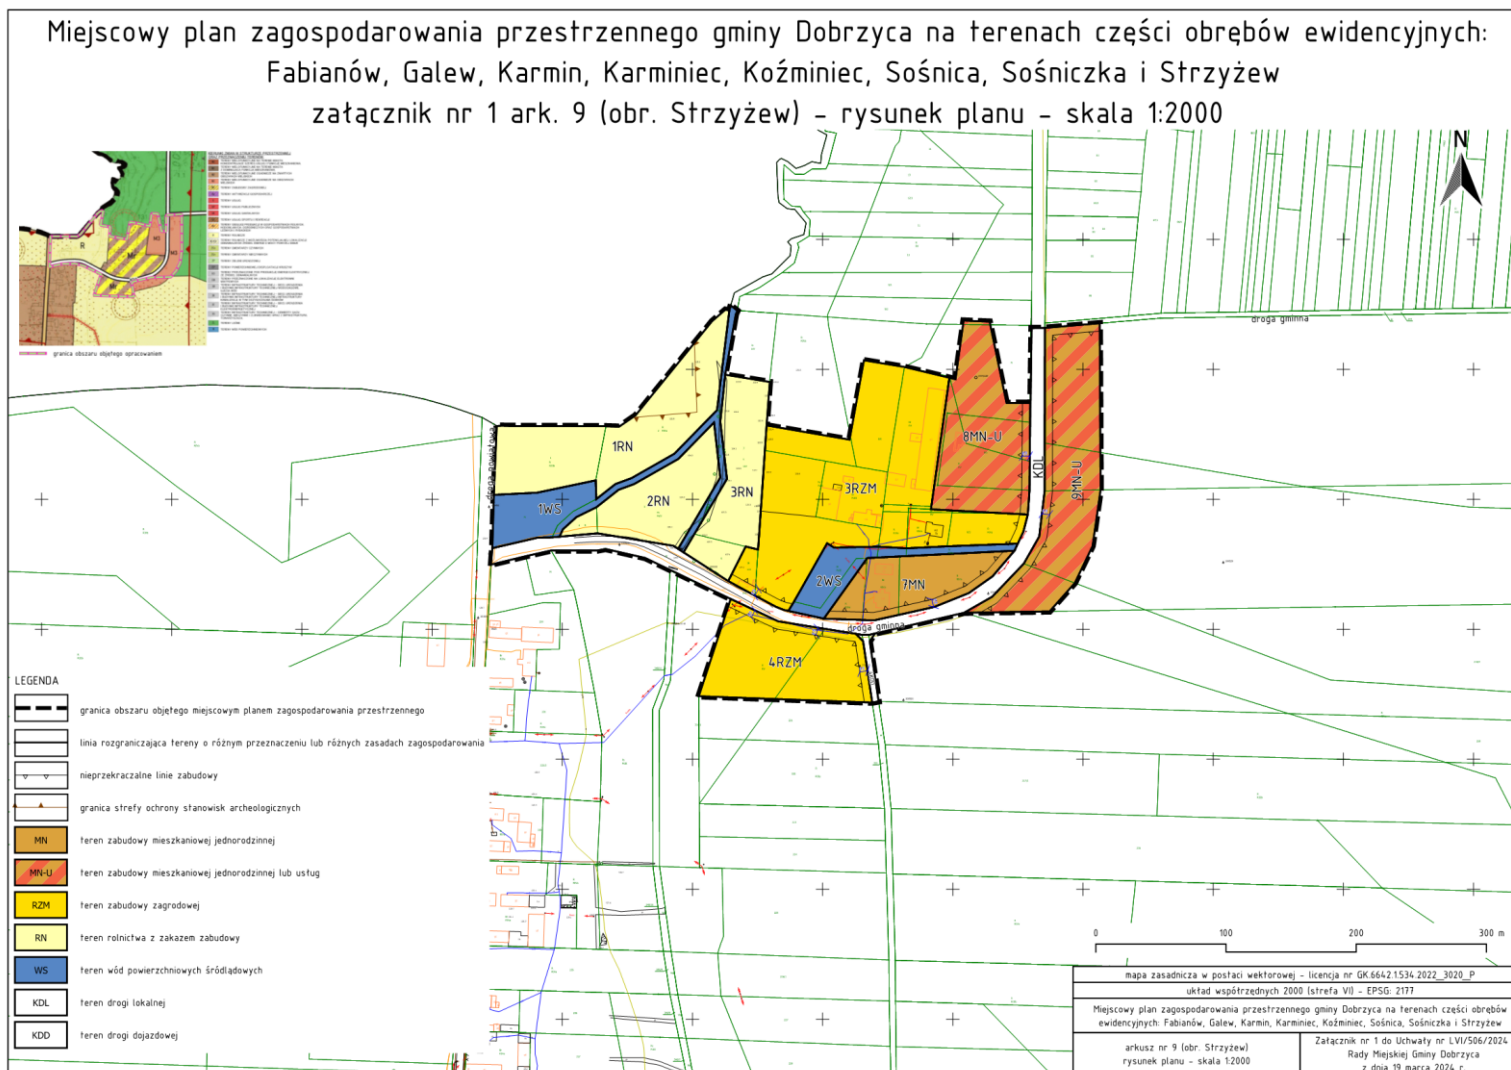 Miejscowy plan zagospodarowania przestrzennego gminy Dobrzyca na terenach części obrębów ewidencyjnych:
Fabianów, Galew, Karmin, Karminiec, Koźminiec, Sośnica, Sośniczka i Strzyżew
załącznik nr 1 ark. 9 (obr. Strzyżew) - rysunek planu - skala 1:2000
N
R
granica obszaru objętego opracowaniem
droga gminna
droga powiatowa
1RN
2RN
3RN
1WS
3RZM
8MN-U
KDL
9MN-U
2WS
7MN
droga gminna
4RZM
LEGENDA
granica obszaru objętego miejscowym planem zagospodarowania przestrzennego
linia rozgraniczająca tereny o różnym przeznaczeniu lub różnych zasadach zagospodarowania
nieprzekraczalne linie zabudowy
granica strefy ochrony stanowisk archeologicznych
MN teren zabudowy mieszkaniowej jednorodzinnej
MN-U teren zabudowy mieszkaniowej jednorodzinnej lub usług
RZM teren zabudowy zagrodowej
RN teren rolnictwa z zakazem zabudowy
WS teren wód powierzchniowych śródlądowych
KDL teren drogi lokalnej
KDD teren drogi dojazdowej
0 100 200 300 m
mapa zasadnicza w postaci wektorowej - licencja nr GK.6642.1.534.2022_3020_P
układ współrzędnych 2000 (strefa VI) - EPSG: 2177
Miejscowy plan zagospodarowania przestrzennego gminy Dobrzyca na terenach części obrębów
ewidencyjnych: Fabianów, Galew, Karmin, Karminiec, Koźminiec, Sośnica, Sośniczka i Strzyżew
arkusz nr 9 (obr. Strzyżew)
rysunek planu - skala 1:2000
Załącznik nr 1 do Uchwały nr LVI/506/2024
Rady Miejskiej Gminy Dobrzyca
z dnia 19 marca 2024 r.